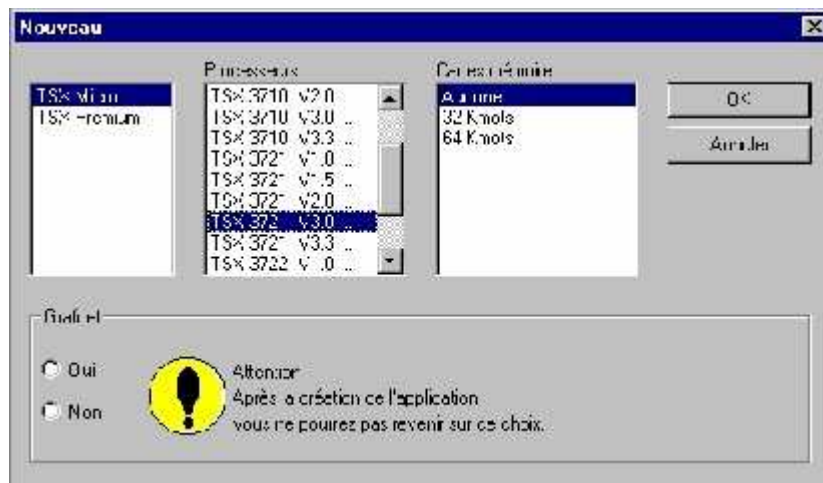 Nouveau
Processeurs
Cartes mémoire
TSX Micro
TSX Premium
TSX 3710 V2.0 ..
TSX 3710 V3.0 ..
TSX 3710 V3.3 ..
TSX 3721 V1.0 ..
TSX 3721 V1.5 ..
TSX 3721 V2.0 ..
TSX 3721 V3.0 ..
TSX 3721 V3.3 ..
TSX 3722 V1.0 ..
Aucune
32 Kmots
64 Kmots
OK
Annuler
Grafcet
Oui
Non
Attention
Après la création de l'application
vous ne pourrez pas revenir sur ce choix.